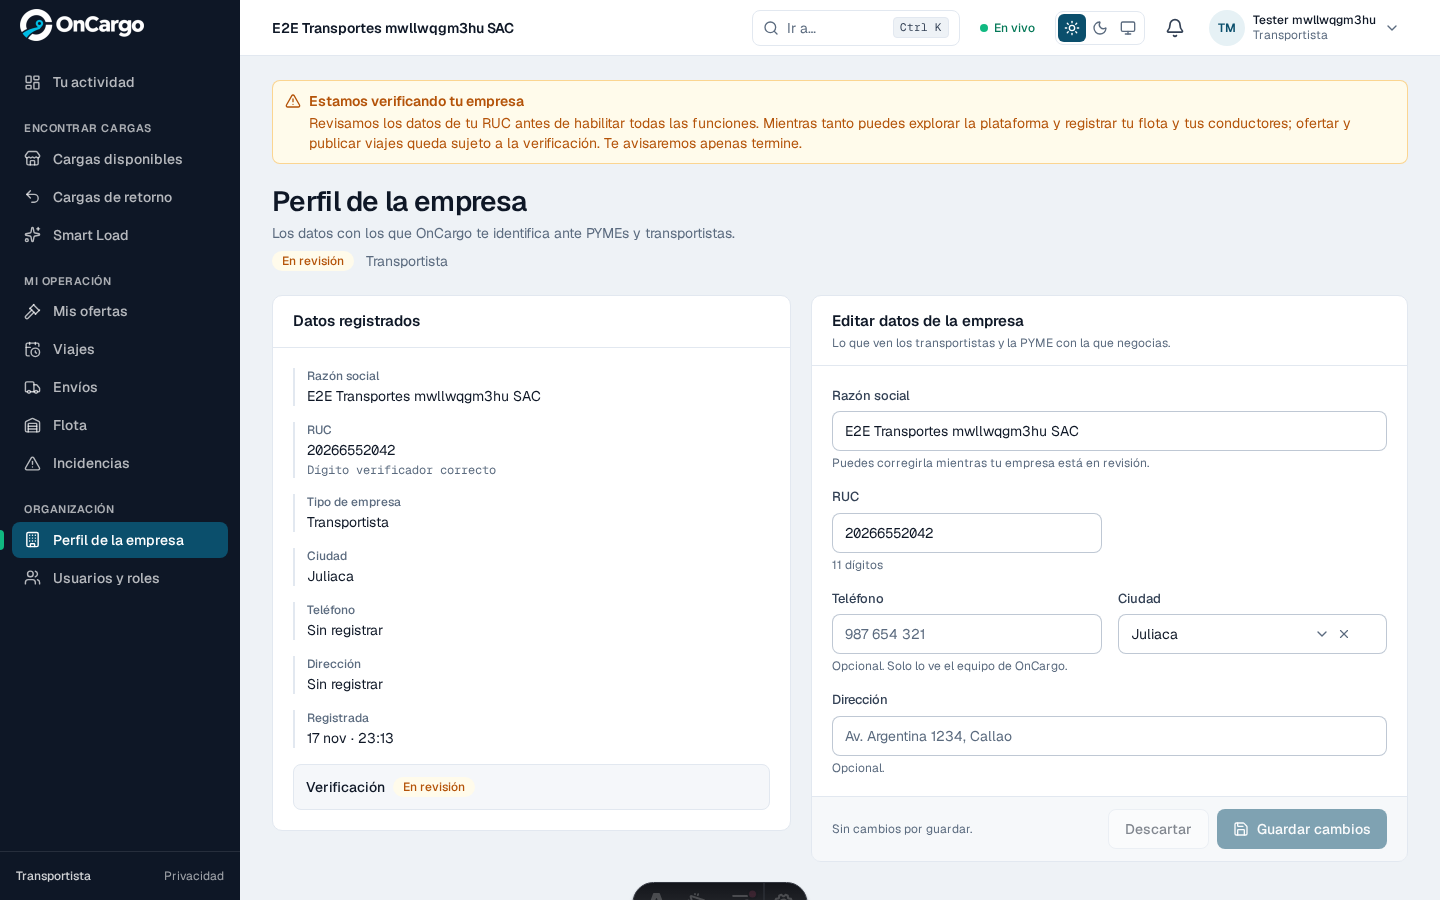 OnCargo
E2E Transportes mwllwqgm3hu SAC
Ir a...
Ctrl K
En vivo
TM
Tester mwllwqgm3hu
Transportista
Tu actividad
ENCONTRAR CARGAS
Cargas disponibles
Cargas de retorno
Smart Load
MI OPERACIÓN
Mis ofertas
Viajes
Envíos
Flota
Incidencias
ORGANIZACIÓN
Perfil de la empresa
Usuarios y roles
Transportista
Privacidad
Estamos verificando tu empresa
Revisamos los datos de tu RUC antes de habilitar todas las funciones. Mientras tanto puedes explorar la plataforma y registrar tu flota y tus conductores; ofertar y
publicar viajes queda sujeto a la verificación. Te avisaremos apenas termine.
Perfil de la empresa
Los datos con los que OnCargo te identifica ante PYMEs y transportistas.
En revisión
Transportista
Datos registrados
Razón social
E2E Transportes mwllwqgm3hu SAC
RUC
20266552042
Dígito verificador correcto
Tipo de empresa
Transportista
Ciudad
Juliaca
Teléfono
Sin registrar
Dirección
Sin registrar
Registrada
17 nov · 23:13
Verificación
En revisión
Editar datos de la empresa
Lo que ven los transportistas y la PYME con la que negocias.
Razón social
E2E Transportes mwllwqgm3hu SAC
Puedes corregirla mientras tu empresa está en revisión.
RUC
20266552042
11 dígitos
Teléfono
987 654 321
Opcional. Solo lo ve el equipo de OnCargo.
Ciudad
Juliaca
Dirección
Av. Argentina 1234, Callao
Opcional.
Sin cambios por guardar.
Descartar
Guardar cambios